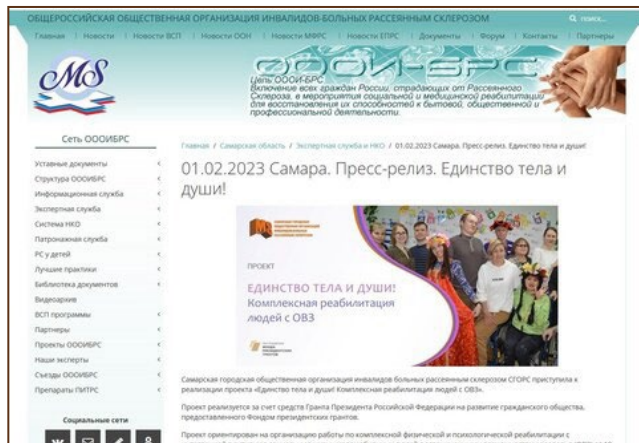 ОБЩЕРОССИЙСКАЯ ОБЩЕСТВЕННАЯ ОРГАНИЗАЦИЯ ИНВАЛИДОВ-БОЛЬНЫХ РАССЕЯННЫМ СКЛЕРОЗОМ
поиск...
Главная | Новости | Новости ВСП | Новости ООН | Новости МФРС | Новости ЕПРС | Документы | Форум | Контакты | Партнеры
MS
ОООИ-БРС
Цель ОООИ-БРС
Включение всех граждан России, страдающих от Рассеянного
Склероза, в мероприятия социальной и медицинской реабилитации
для восстановления их способностей к бытовой, общественной и
профессиональной деятельности.
Сеть ОООИБРС
Уставные документы
Структура ОООИБРС
Информационная служба
Экспертная служба
Система НКО
Патронажная служба
РС у детей
Лучшие практики
Библиотека документов
Видеоархив
ВСП программы
Партнеры
Проекты ОООИБРС
Наши эксперты
Съезды ОООИБРС
Препараты ПИТРС
Социальные сети
Главная / Самарская область / Экспертная служба и НКО / 01.02.2023 Самара. Пресс-релиз. Единство тела и души!
01.02.2023 Самара. Пресс-релиз. Единство тела и
души!
ПРОЕКТ
ЕДИНСТВО ТЕЛА И ДУШИ!
Комплексная реабилитация
людей с ОВЗ
ФОНД
ПРЕЗИДЕНТСКИХ
ГРАНТОВ
Самарская городская общественная организация инвалидов больных рассеянным склерозом СГОРС приступила к
реализации проекта «Единство тела и души! Комплексная реабилитация людей с ОВЗ».
Проект реализуется за счет средств Гранта Президента Российской Федерации на развитие гражданского общества,
предоставленного Фондом президентских грантов.
Проект ориентирован на организацию работы по комплексной физической и психологической реабилитации с